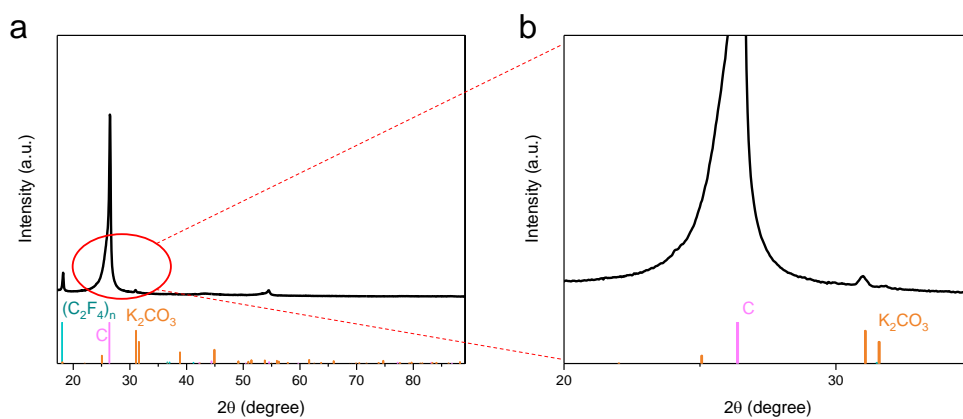 a
Intensity (a.u.)
(C₂F₄)ₙ
C
K₂CO₃
20 30 40 50 60 70 80
2θ (degree)
b
Intensity (a.u.)
C
K₂CO₃
20 30
2θ (degree)